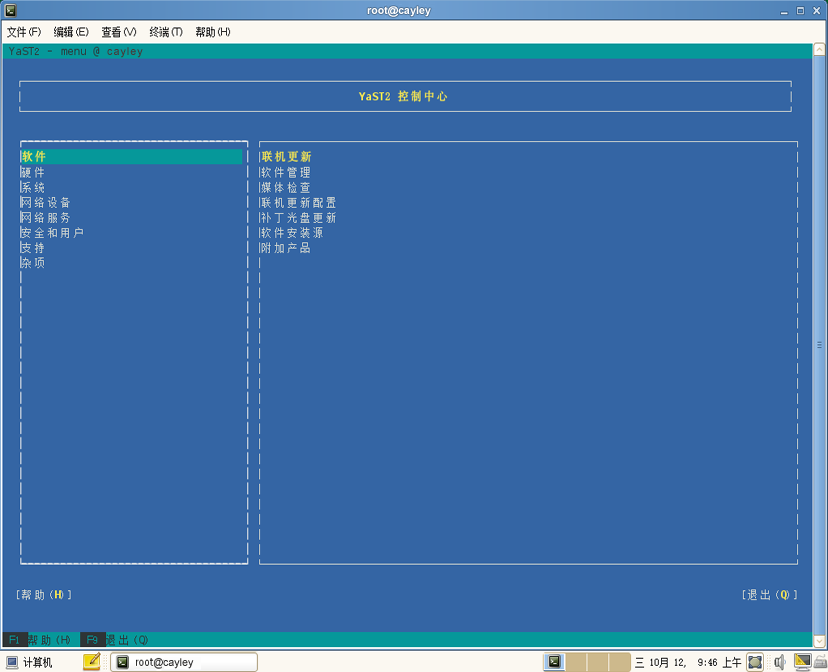 root@cayley
文件(F) 编辑(E) 查看(V) 终端(T) 帮助(H)
YaST2 - menu @ cayley
YaST2 控制中心
软件
硬件
系统
网络设备
网络服务
安全和用户
支持
杂项
联机更新
软件管理
媒体检查
联机更新配置
补丁光盘更新
软件安装源
附加产品
[帮助(H)] [退出(Q)]
F1 帮助(H) F9 退出(Q)
计算机 root@cayley 三 10月 12, 9:46 上午